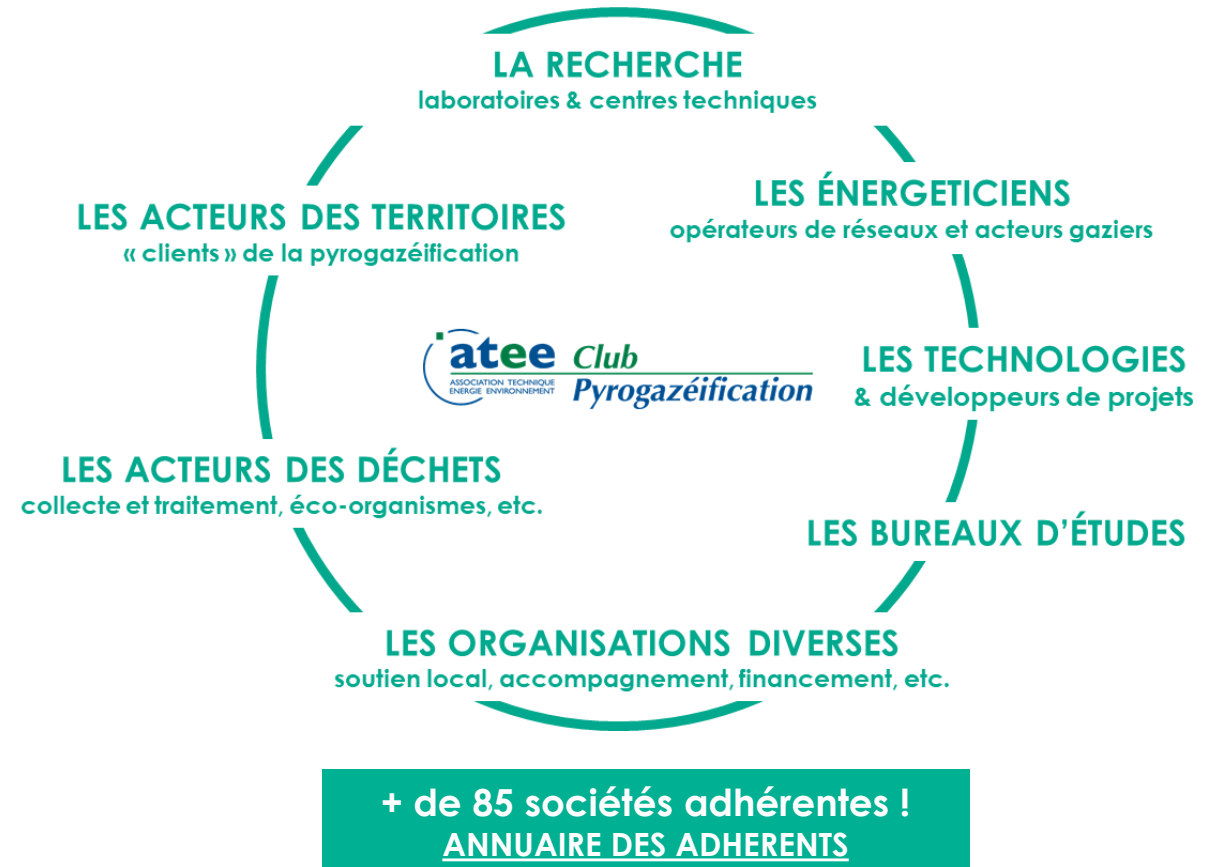 LA RECHERCHE
laboratoires & centres techniques
LES ÉNERGETICIENS
opérateurs de réseaux et acteurs gaziers
LES ACTEURS DES TERRITOIRES
« clients » de la pyrogazéification
atee Club
ASSOCIATION TECHNIQUE
ENERGIE ENVIRONNEMENT
Pyrogazéification
LES TECHNOLOGIES
& développeurs de projets
LES ACTEURS DES DÉCHETS
collecte et traitement, éco-organismes, etc.
LES BUREAUX D’ÉTUDES
LES ORGANISATIONS DIVERSES
soutien local, accompagnement, financement, etc.
+ de 85 sociétés adhérentes !
ANNUAIRE DES ADHERENTS